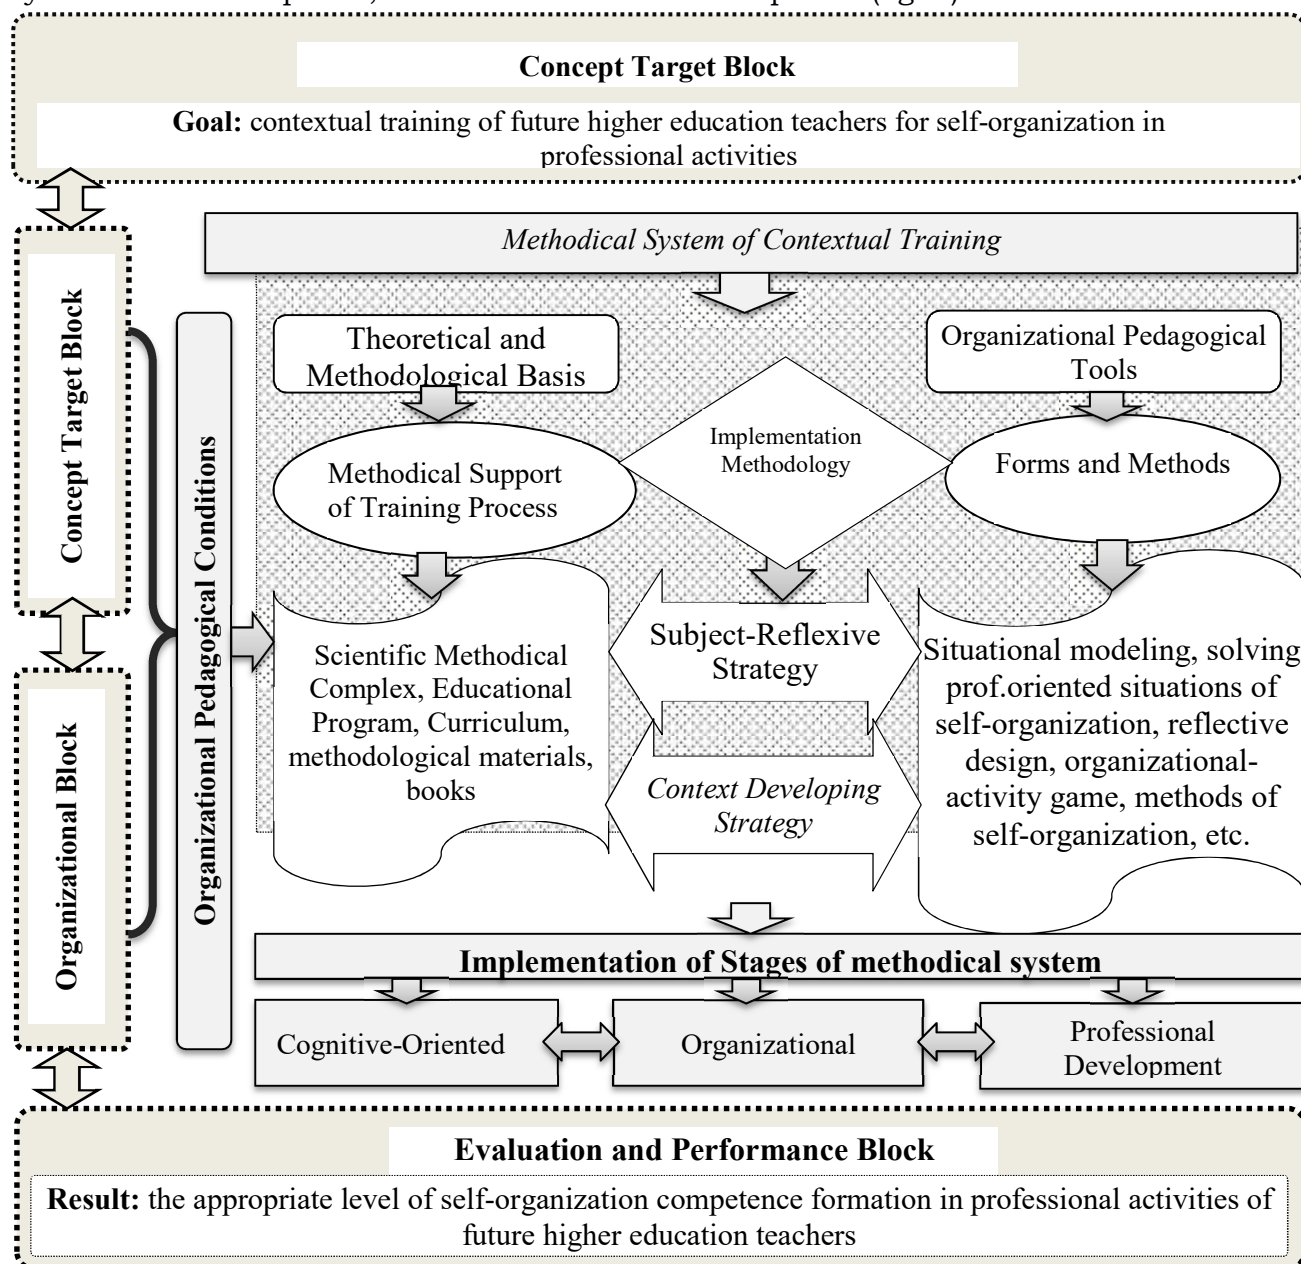 Concept Target Block
Goal: contextual training of future higher education teachers for self-organization in
professional activities
Methodical System of Contextual Training
Concept Target Block
Organizational Block
Organizational Pedagogical Conditions
Theoretical and
Methodological Basis
Organizational Pedagogical
Tools
Implementation
Methodology
Methodical Support
of Training Process
Forms and Methods
Scientific Methodical
Complex, Educational
Program, Curriculum,
methodological materials,
books
Subject-Reflexive
Strategy
Context Developing
Strategy
Situational modeling, solving
prof.oriented situations of
self-organization, reflective
design, organizational-
activity game, methods of
self-organization, etc.
Implementation of Stages of methodical system
Cognitive-Oriented
Organizational
Professional
Development
Evaluation and Performance Block
Result: the appropriate level of self-organization competence formation in professional activities of
future higher education teachers